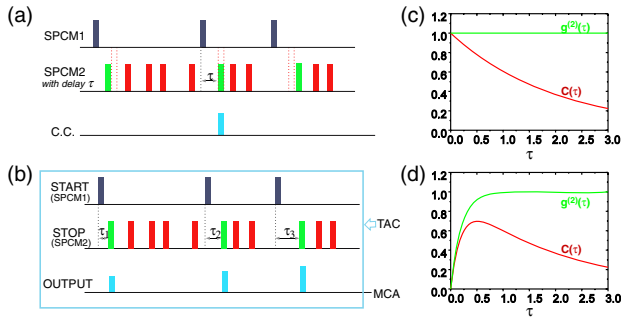 (a)
SPCM1
SPCM2
with delay τ
τ
C.C.
(b)
START
(SPCM1)
TAC
STOP
(SPCM2)
τ1
τ2
τ3
OUTPUT
MCA
(c)
1.2
1.0
0.8
0.6
0.4
0.2
0.0
g(2)(τ)
C(τ)
0.0 0.5 1.0 1.5 2.0 2.5 3.0
τ
(d)
1.2
1.0
0.8
0.6
0.4
0.2
0.0
g(2)(τ)
C(τ)
0.0 0.5 1.0 1.5 2.0 2.5 3.0
τ